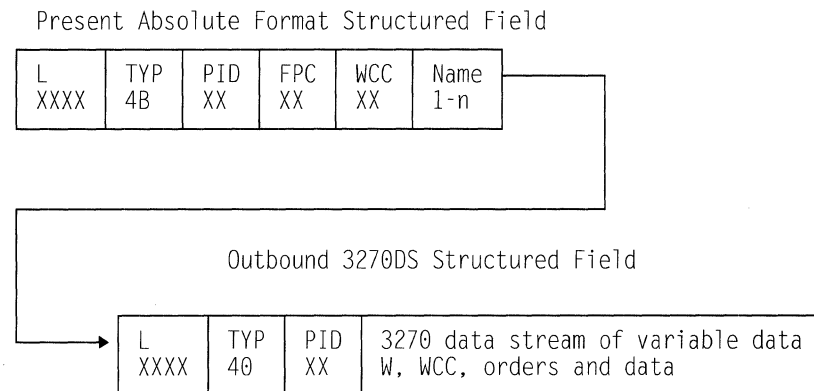 Present Absolute Format Structured Field
L TYP PID FPC WCC Name
XXXX 4B XX XX XX 1-n
Outbound 3270DS Structured Field
L TYP PID 3270 data stream of variable data
XXXX 40 XX W, WCC, orders and data